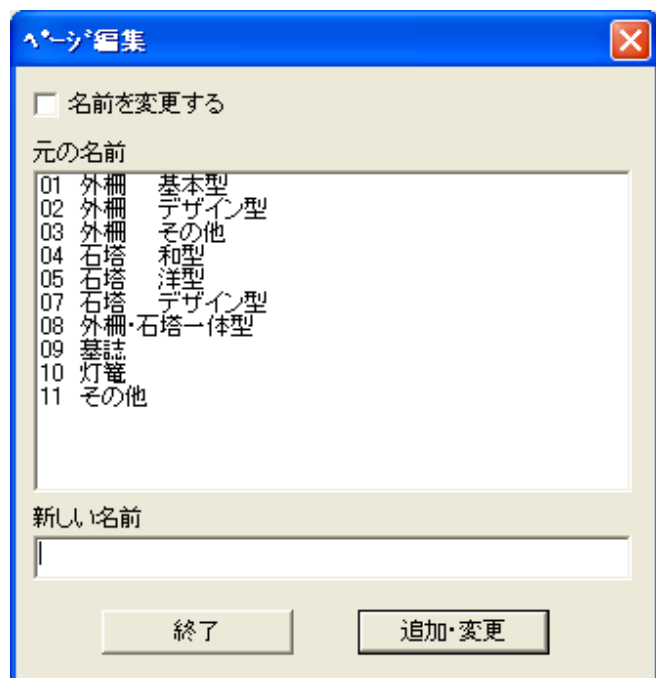 ﾍﾟｰｼﾞ編集
名前を変更する
元の名前
01 外柵 基本型
02 外柵 デザイン型
03 外柵 その他
04 石塔 和型
05 石塔 洋型
07 石塔 デザイン型
08 外柵・石塔一体型
09 墓誌
10 灯篭
11 その他
新しい名前
終了
追加・変更